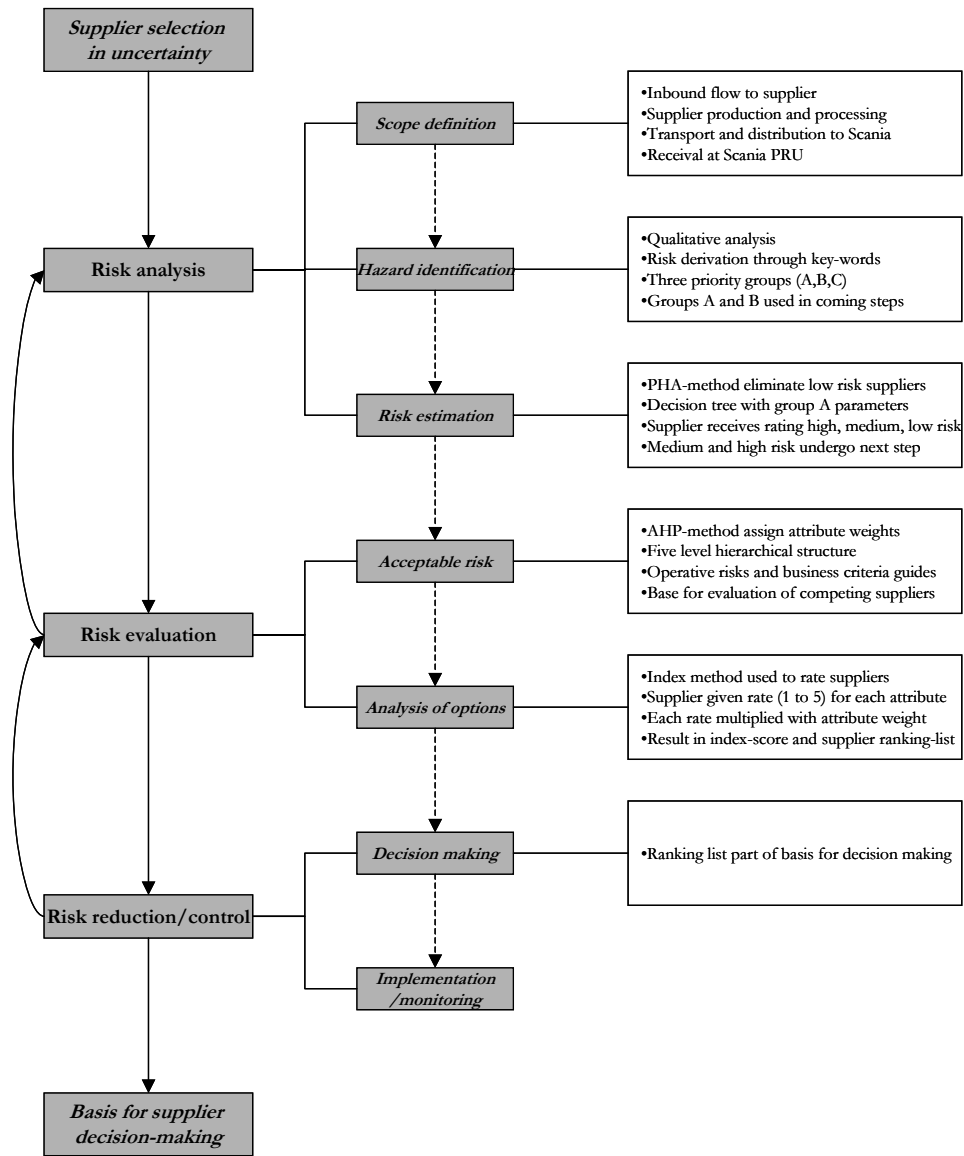 Supplier selection
in uncertainty
Scope definition
•Inbound flow to supplier
•Supplier production and processing
•Transport and distribution to Scania
•Receival at Scania PRU
Risk analysis
Hazard identification
•Qualitative analysis
•Risk derivation through key-words
•Three priority groups (A,B,C)
•Groups A and B used in coming steps
Risk estimation
•PHA-method eliminate low risk suppliers
•Decision tree with group A parameters
•Supplier receives rating high, medium, low risk
•Medium and high risk undergo next step
Acceptable risk
•AHP-method assign attribute weights
•Five level hierarchical structure
•Operative risks and business criteria guides
•Base for evaluation of competing suppliers
Risk evaluation
Analysis of options
•Index method used to rate suppliers
•Supplier given rate (1 to 5) for each attribute
•Each rate multiplied with attribute weight
•Result in index-score and supplier ranking-list
Decision making
•Ranking list part of basis for decision making
Risk reduction/control
Implementation
/monitoring
Basis for supplier
decision-making